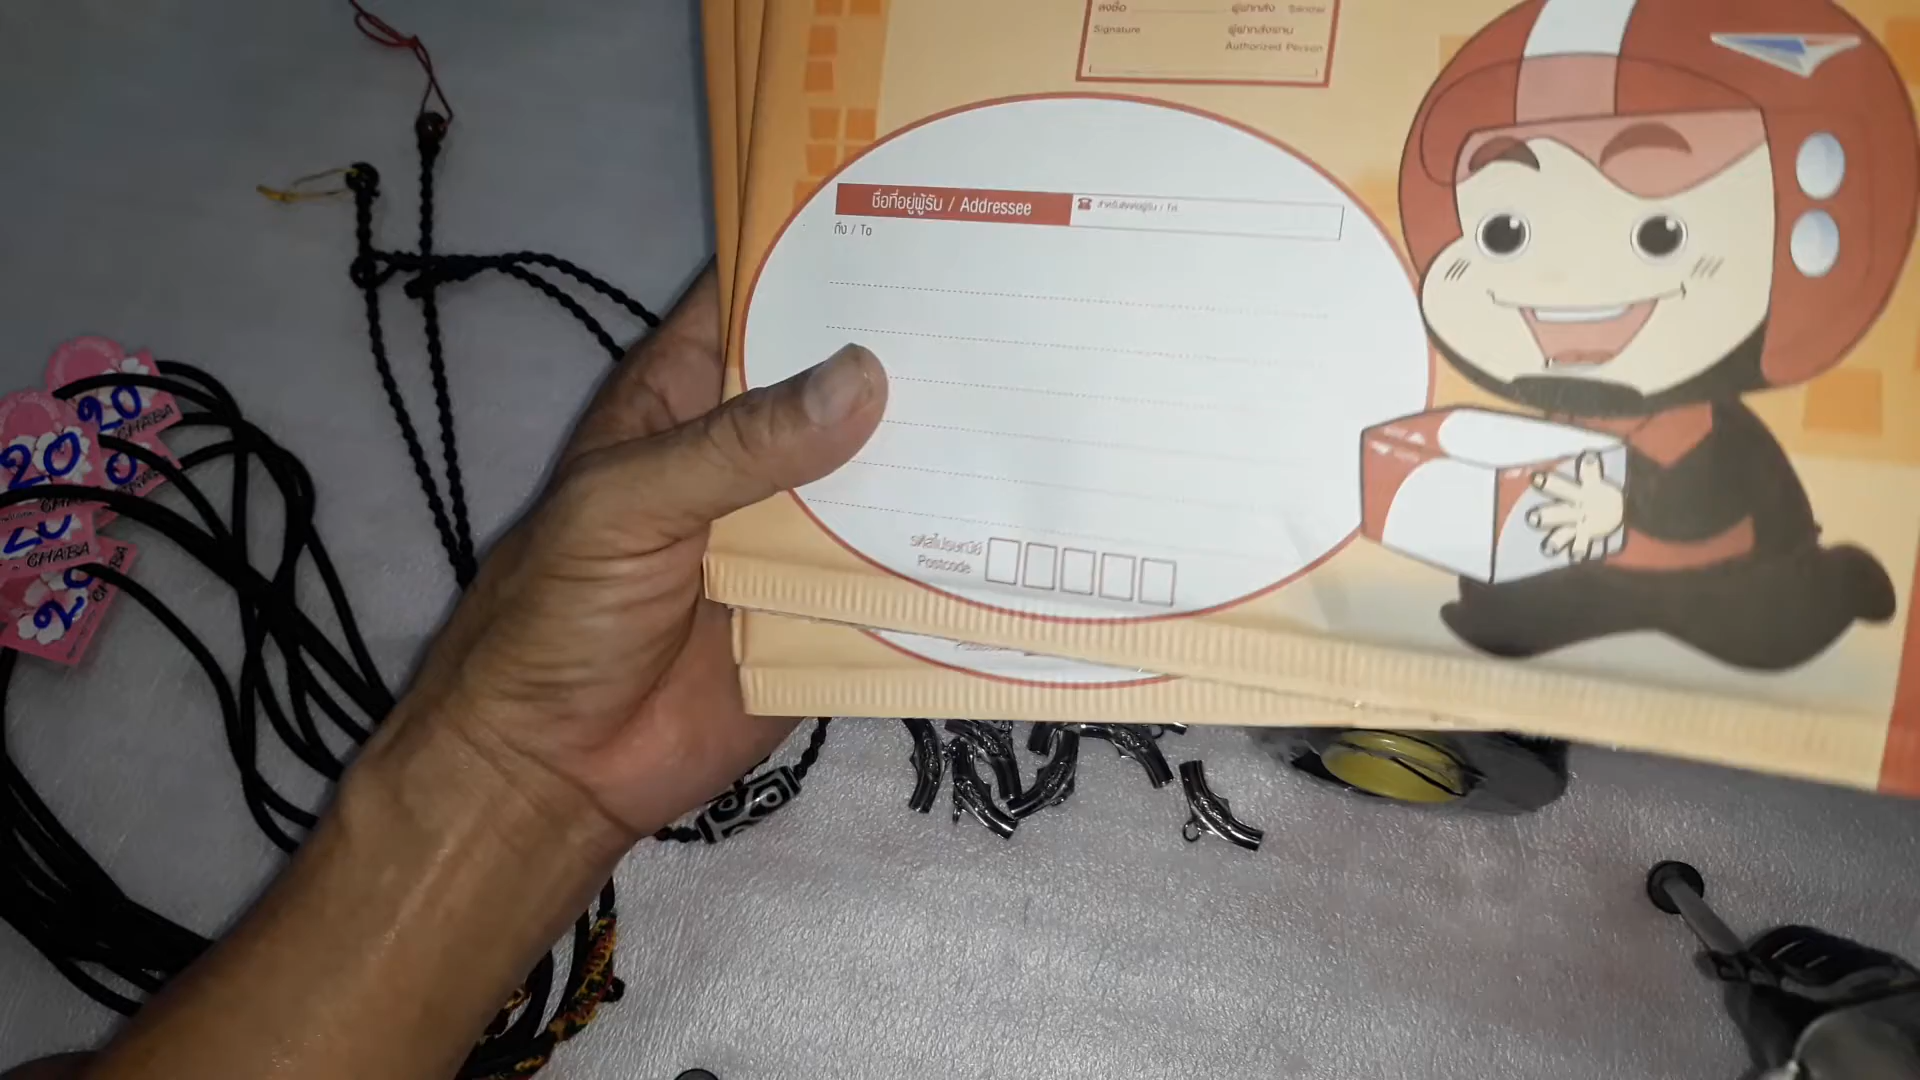 ลงชื่อ ผู้ฝากส่ง Sender
Signature ผู้ฝากส่งแทน
Authorized Person
ชื่อที่อยู่ผู้รับ / Addressee
ถึง / To
รหัสไปรษณีย์
Postcode
20
CHABA
20
CHABA
20
CHABA
20